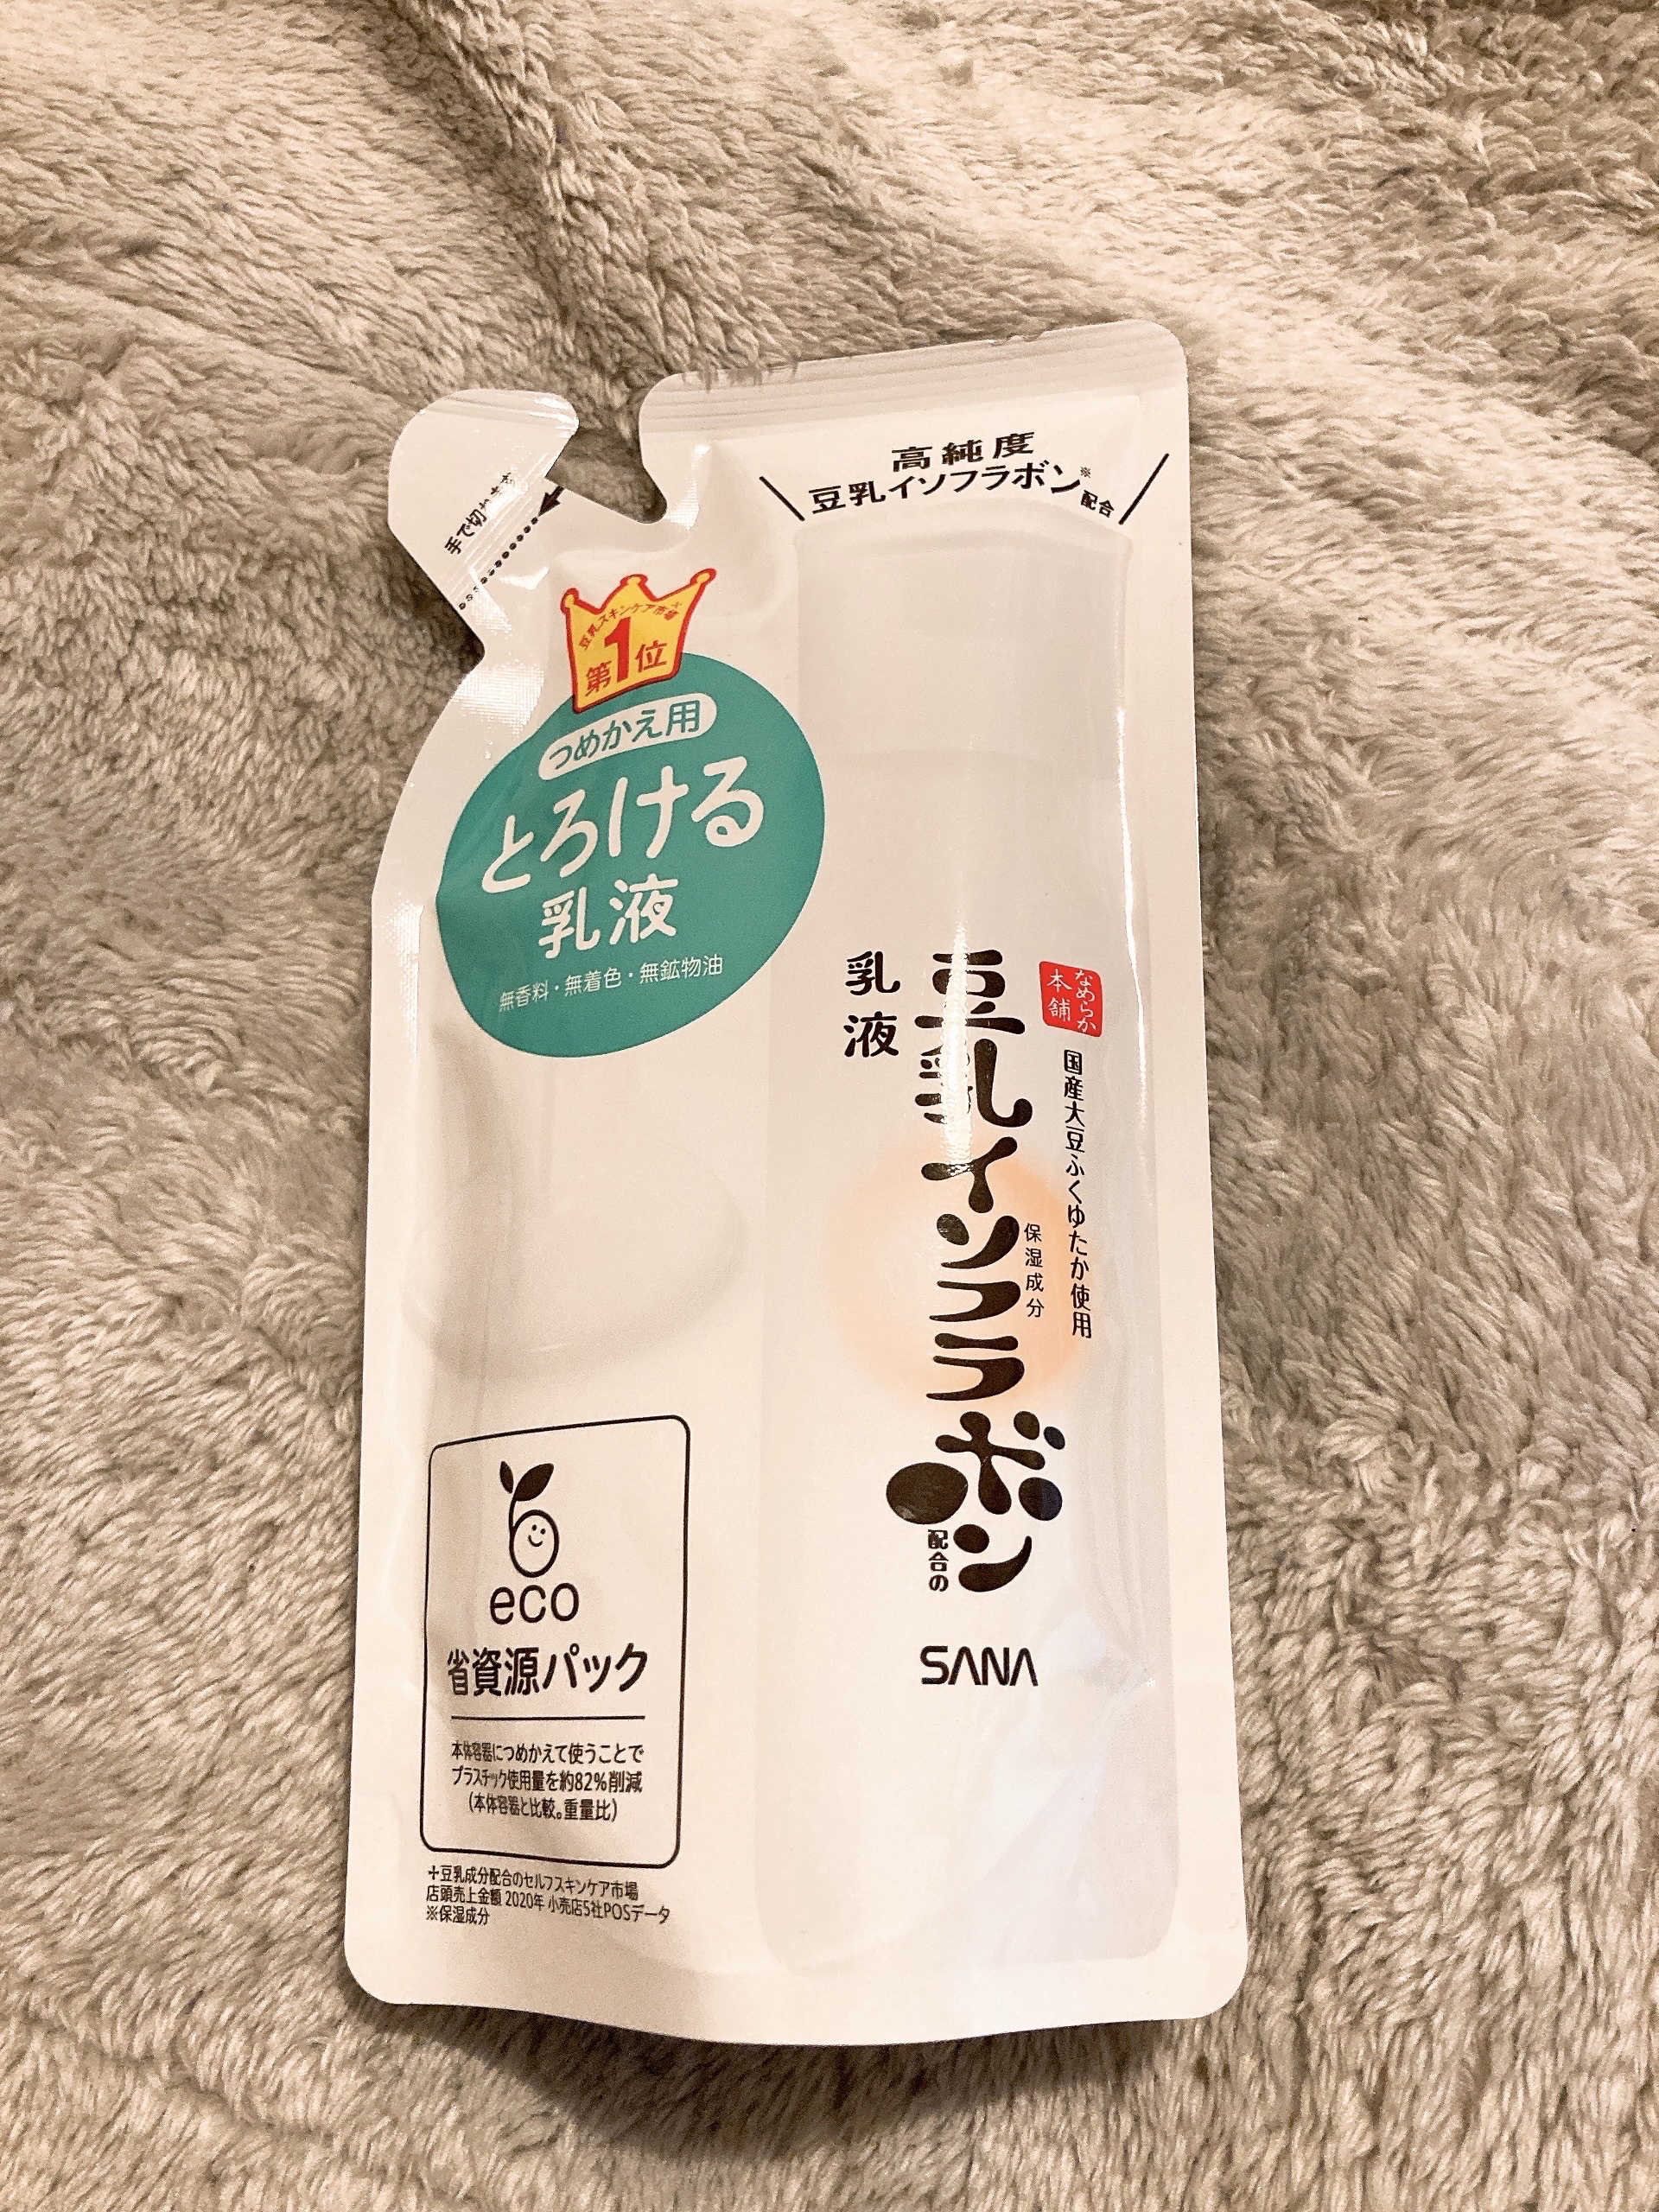 高純度
豆乳イソフラボン※配合
手で切れます
豆乳スキンケア市場＋
第1位
つめかえ用
とろける
乳液
無香料・無着色・無鉱物油
なめらか本舗
国産大豆ふくゆたか使用
保湿成分
豆乳イソフラボン
配合の
乳液
SANA
eco
省資源パック
本体容器につめかえて使うことで
プラスチック使用量を約82%削減
(本体容器と比較。重量比)
＋豆乳成分配合のセルフスキンケア市場
店頭売上金額 2020年 小売店5社POSデータ
※保湿成分